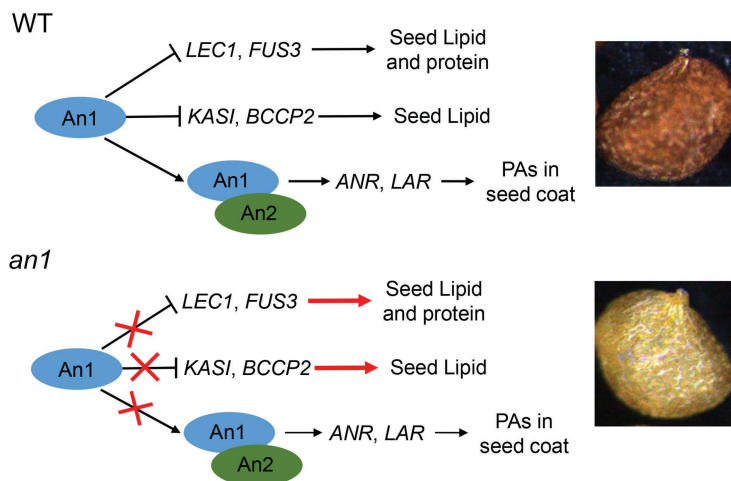 WT
LEC1, FUS3
Seed Lipid
and protein
An1
KASI, BCCP2
Seed Lipid
An1
An2
ANR, LAR
PAs in
seed coat
an1
LEC1, FUS3
Seed Lipid
and protein
An1
KASI, BCCP2
Seed Lipid
An1
An2
ANR, LAR
PAs in
seed coat